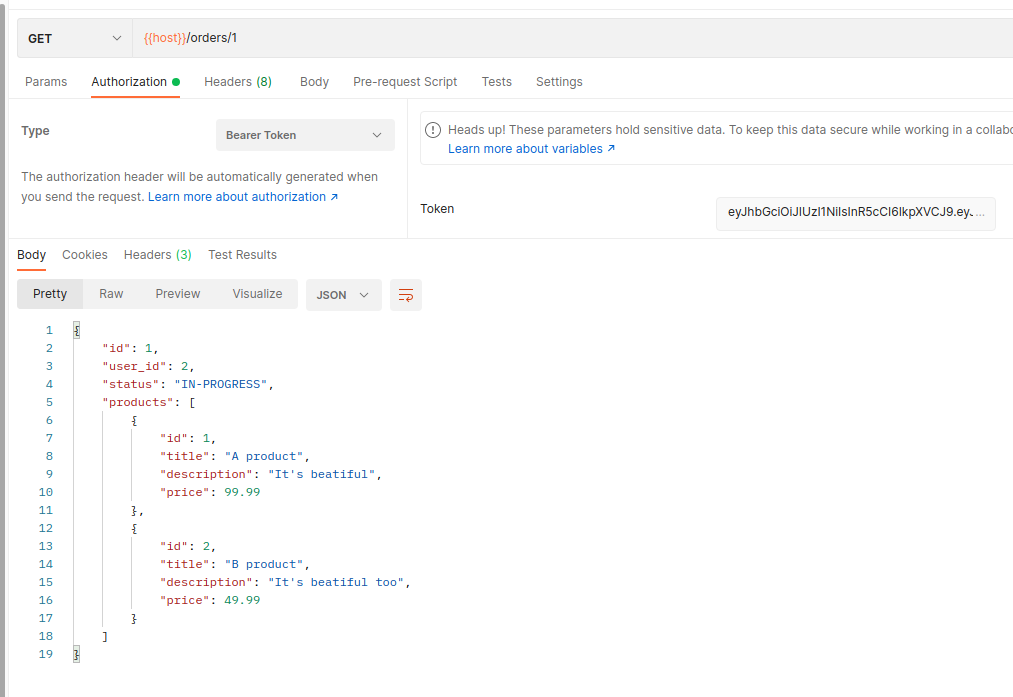 GET {{host}}/orders/1
Params Authorization Headers (8) Body Pre-request Script Tests Settings
Type Bearer Token
The authorization header will be automatically generated when
you send the request. Learn more about authorization ↗
Heads up! These parameters hold sensitive data. To keep this data secure while working in a collabo
Learn more about variables ↗
Token eyJhbGciOiJIUzI1NiIsInR5cCI6IkpXVCJ9.eyJ...
Body Cookies Headers (3) Test Results
Pretty Raw Preview Visualize JSON
1 {
2 "id": 1,
3 "user_id": 2,
4 "status": "IN-PROGRESS",
5 "products": [
6 {
7 "id": 1,
8 "title": "A product",
9 "description": "It's beatiful",
10 "price": 99.99
11 },
12 {
13 "id": 2,
14 "title": "B product",
15 "description": "It's beatiful too",
16 "price": 49.99
17 }
18 ]
19 }